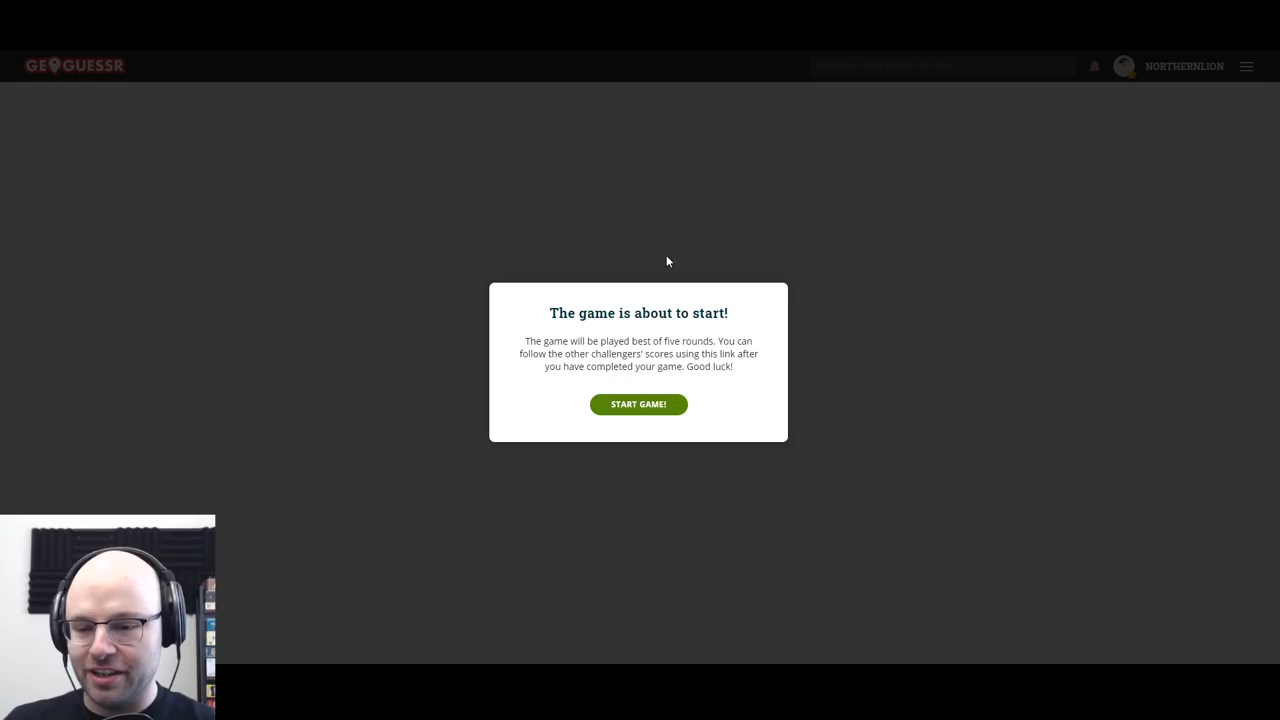 GEOGUESSR
NORTHERNLION
The game is about to start!
The game will be played best of five rounds. You can
follow the other challengers' scores using this link after
you have completed your game. Good luck!
START GAME!